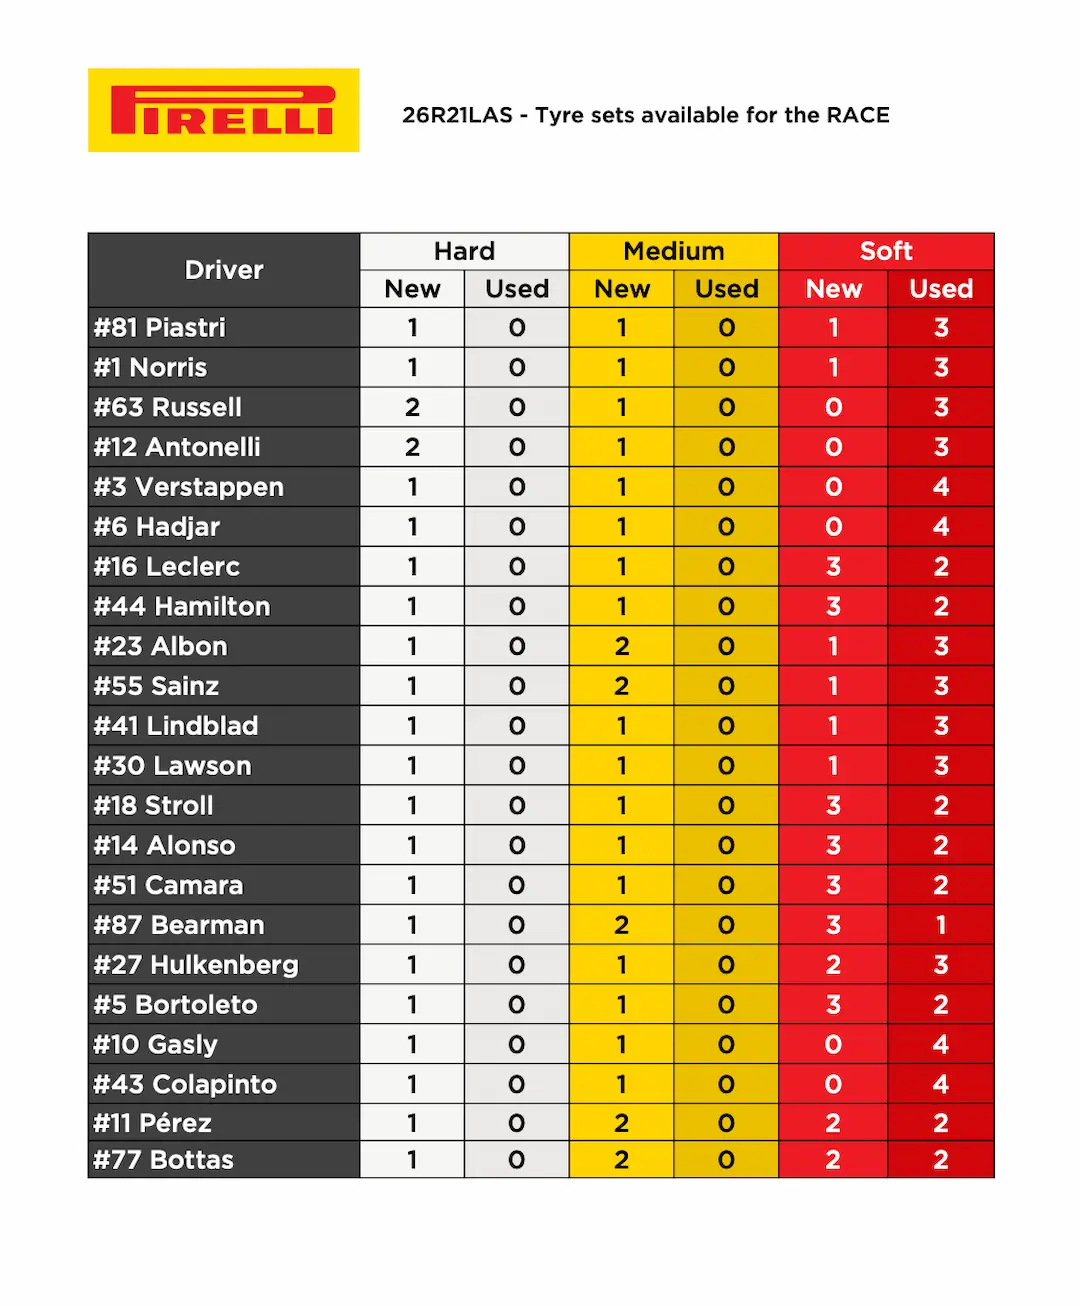 PIRELLI
26R21LAS - Tyre sets available for the RACE
Driver Hard Medium Soft
New Used New Used New Used
#81 Piastri 1 0 1 0 1 3
#1 Norris 1 0 1 0 1 3
#63 Russell 2 0 1 0 0 3
#12 Antonelli 2 0 1 0 0 3
#3 Verstappen 1 0 1 0 0 4
#6 Hadjar 1 0 1 0 0 4
#16 Leclerc 1 0 1 0 3 2
#44 Hamilton 1 0 1 0 3 2
#23 Albon 1 0 2 0 1 3
#55 Sainz 1 0 2 0 1 3
#41 Lindblad 1 0 1 0 1 3
#30 Lawson 1 0 1 0 1 3
#18 Stroll 1 0 1 0 3 2
#14 Alonso 1 0 1 0 3 2
#51 Camara 1 0 1 0 3 2
#87 Bearman 1 0 2 0 3 1
#27 Hulkenberg 1 0 1 0 2 3
#5 Bortoleto 1 0 1 0 3 2
#10 Gasly 1 0 1 0 0 4
#43 Colapinto 1 0 1 0 0 4
#11 Pérez 1 0 2 0 2 2
#77 Bottas 1 0 2 0 2 2